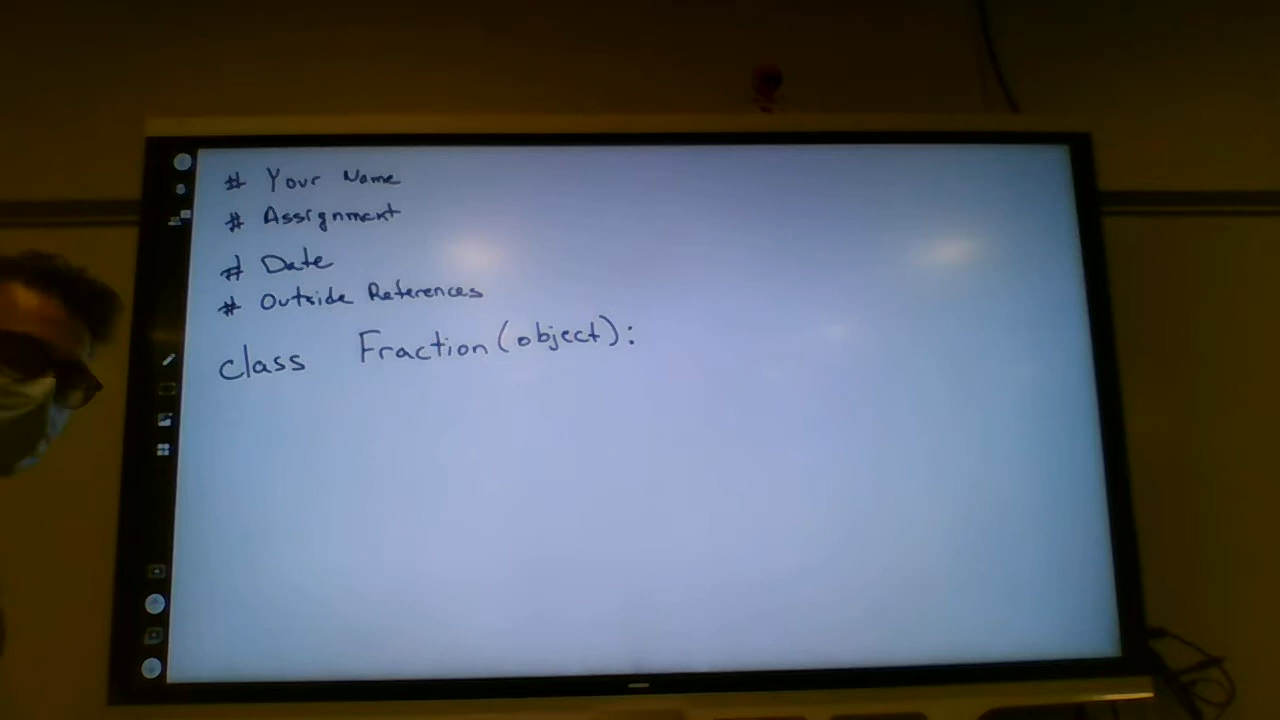 # Your Name
# Assignment
# Date
# Outside References
class Fraction(object):